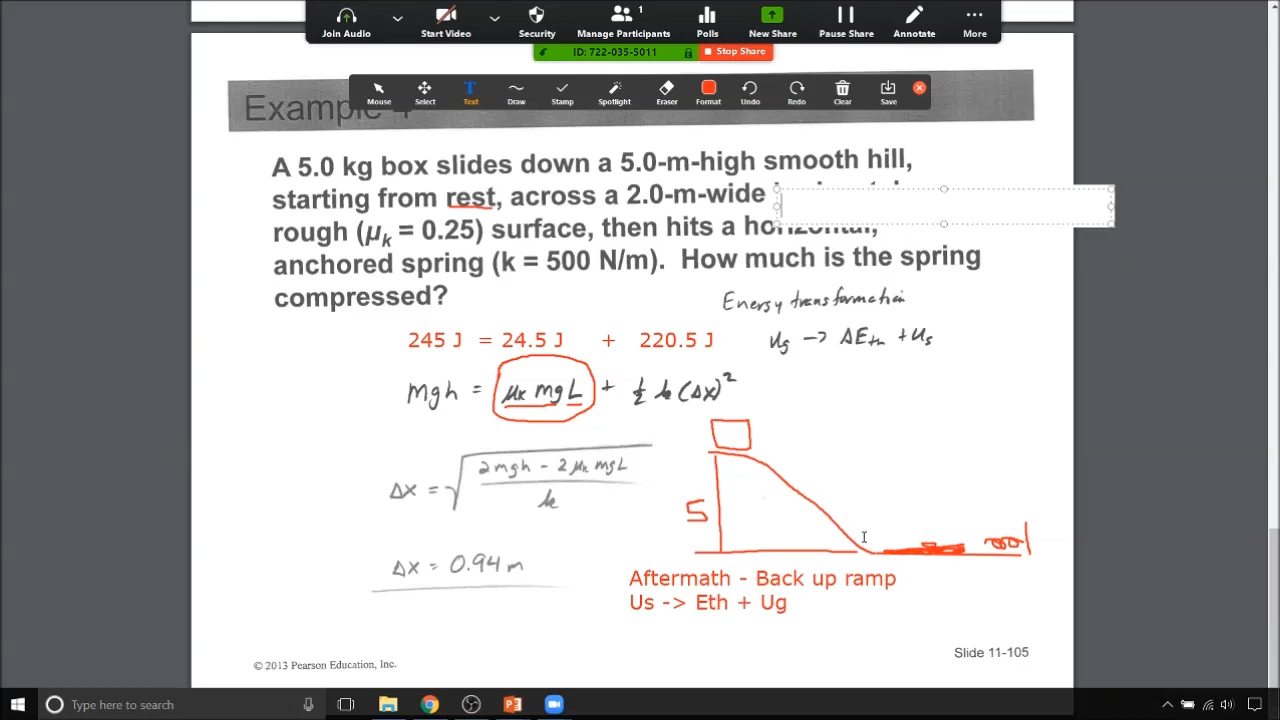 Join Audio
Start Video
Security
1
Manage Participants
Polls
New Share
Pause Share
Annotate
More
ID: 722-035-5011
Stop Share
Mouse
Select
T
Text
Draw
Stamp
Spotlight
Eraser
Format
Undo
Redo
Clear
Save
Example 4
A 5.0 kg box slides down a 5.0-m-high smooth hill,
starting from rest, across a 2.0-m-wide
rough (μk = 0.25) surface, then hits a horizontal,
anchored spring (k = 500 N/m). How much is the spring
compressed?
Energy transformation
245 J = 24.5 J + 220.5 J
Ug -> ΔEth + Us
mgh = μk mg L + ½ k (Δx)²
Δx = √(2mgh - 2μk mgL / k)
5
Δx = 0.94 m
Aftermath - Back up ramp
Us -> Eth + Ug
Slide 11-105
© 2013 Pearson Education, Inc.
Type here to search